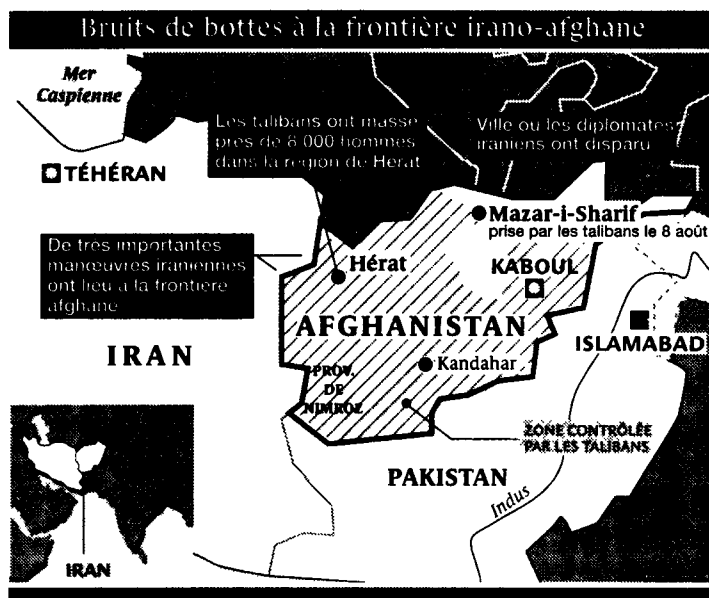 Bruits de bottes à la frontière irano-afghane
Mer
Caspienne
Les talibans ont massé
près de 8 000 hommes
dans la région de Hérat
Ville où les diplomates
iraniens ont disparu
TÉHÉRAN
Mazar-i-Sharif
prise par les talibans le 8 août
De très importantes
manœuvres iraniennes
ont lieu à la frontière
afghane
Hérat
KABOUL
AFGHANISTAN
ISLAMABAD
IRAN
Kandahar
PROV.
DE
NIMROZ
ZONE CONTRÔLÉE
PAR LES TALIBANS
PAKISTAN
Indus
IRAN